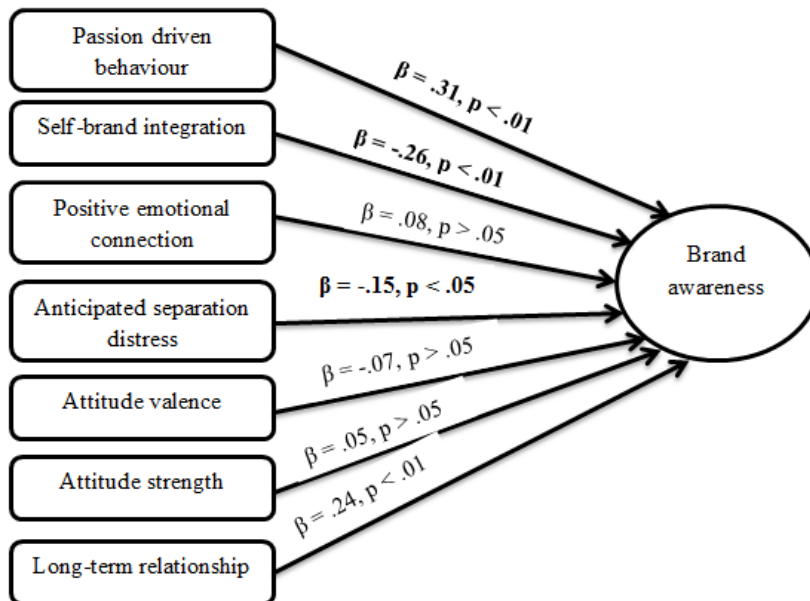 Passion driven
behaviour
β = .31, p < .01
Self-brand integration
β = -.26, p < .01
Positive emotional
connection
β = .08, p > .05
Brand
awareness
Anticipated separation
distress
β = -.15, p < .05
Attitude valence
β = -.07, p > .05
Attitude strength
β = .05, p > .05
Long-term relationship
β = .24, p < .01